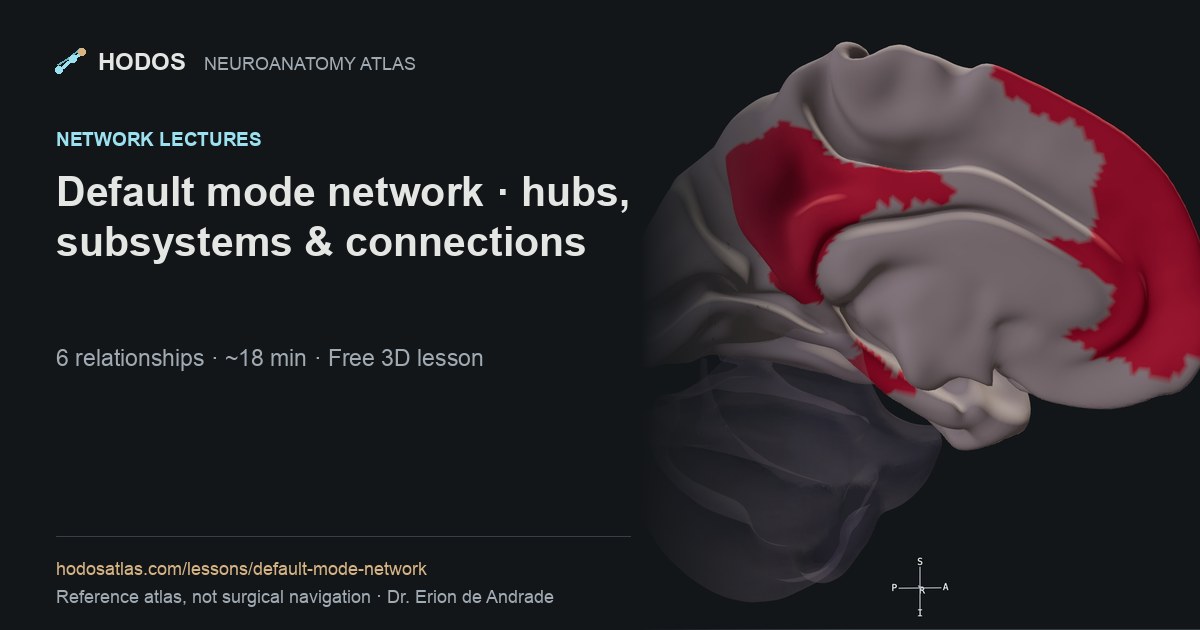 HODOS NEUROANATOMY ATLAS
NETWORK LECTURES
Default mode network · hubs,
subsystems & connections
6 relationships · ~18 min · Free 3D lesson
hodosatlas.com/lessons/default-mode-network
Reference atlas, not surgical navigation · Dr. Erion de Andrade
S
P R A
I